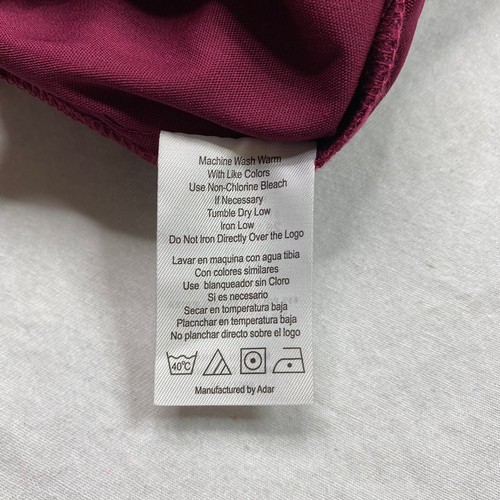 Machine Wash Warm
With Like Colors
Use Non-Chlorine Bleach
If Necessary
Tumble Dry Low
Iron Low
Do Not Iron Directly Over the Logo
Lavar en maquina con agua tibia
Con colores similares
Use blanqueador sin Cloro
Si es necesario
Secar en temperatura baja
Placnchar en temperatura baja
No planchar directo sobre el logo
40°C
Manufactured by Adar